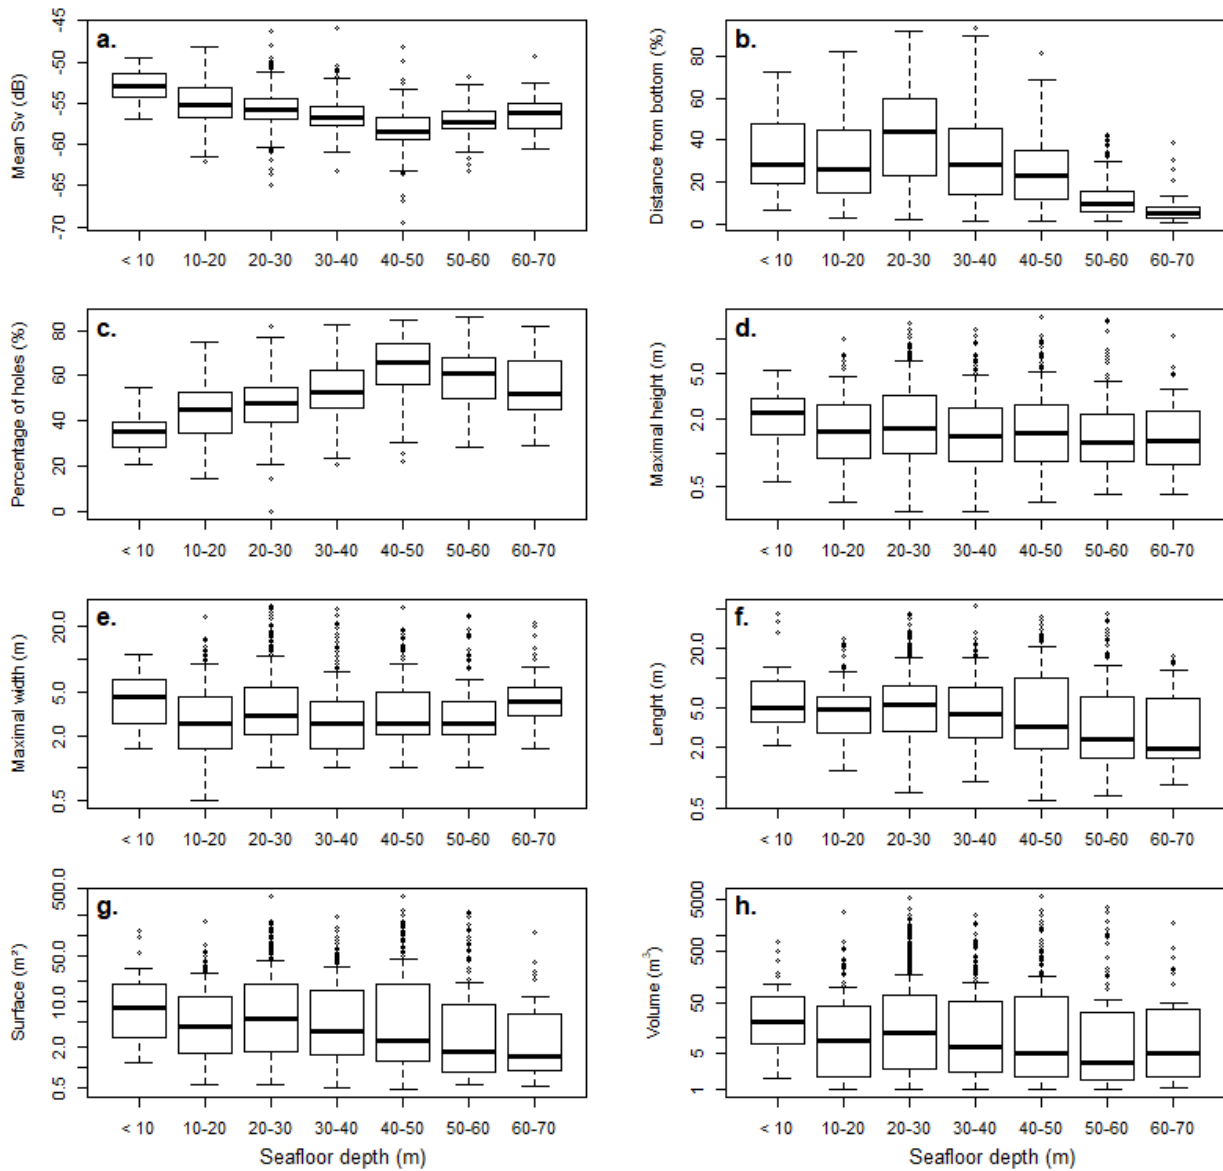 a.
Mean Sv (dB)
-45
-50
-55
-60
-65
-70
< 10 10-20 20-30 30-40 40-50 50-60 60-70
b.
Distance from bottom (%)
80
60
40
20
0
< 10 10-20 20-30 30-40 40-50 50-60 60-70
c.
Percentage of holes (%)
80
60
40
20
0
< 10 10-20 20-30 30-40 40-50 50-60 60-70
d.
Maximal height (m)
5.0
2.0
0.5
< 10 10-20 20-30 30-40 40-50 50-60 60-70
e.
Maximal width (m)
20.0
5.0
2.0
0.5
< 10 10-20 20-30 30-40 40-50 50-60 60-70
f.
Lenght (m)
20.0
5.0
2.0
0.5
< 10 10-20 20-30 30-40 40-50 50-60 60-70
g.
Surface (m²)
500.0
50.0
10.0
2.0
0.5
< 10 10-20 20-30 30-40 40-50 50-60 60-70
Seafloor depth (m)
h.
Volume (m³)
5000
500
50
5
1
< 10 10-20 20-30 30-40 40-50 50-60 60-70
Seafloor depth (m)